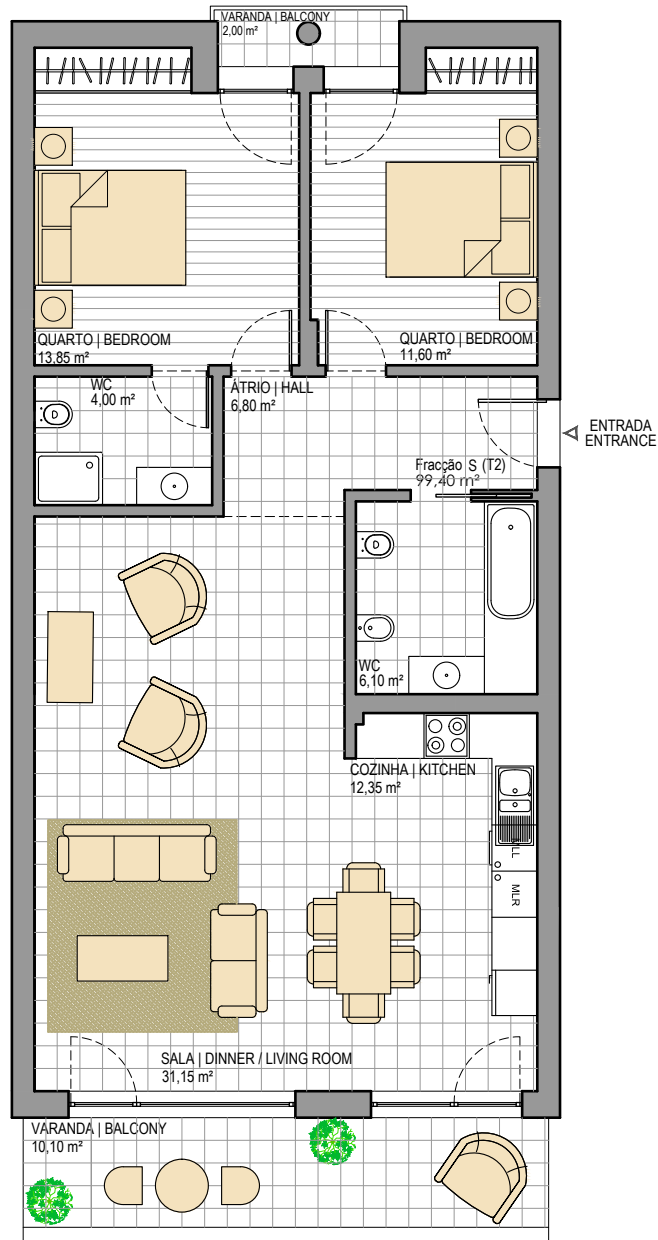 VARANDA | BALCONY
2,00 m²
QUARTO | BEDROOM
13,85 m²
QUARTO | BEDROOM
11,60 m²
WC
4,00 m²
ÁTRIO | HALL
6,80 m²
ENTRADA
ENTRANCE
Fracção S (T2)
99,40 m²
WC
6,10 m²
COZINHA | KITCHEN
12,35 m²
MLL
MLR
SALA | DINNER / LIVING ROOM
31,15 m²
VARANDA | BALCONY
10,10 m²